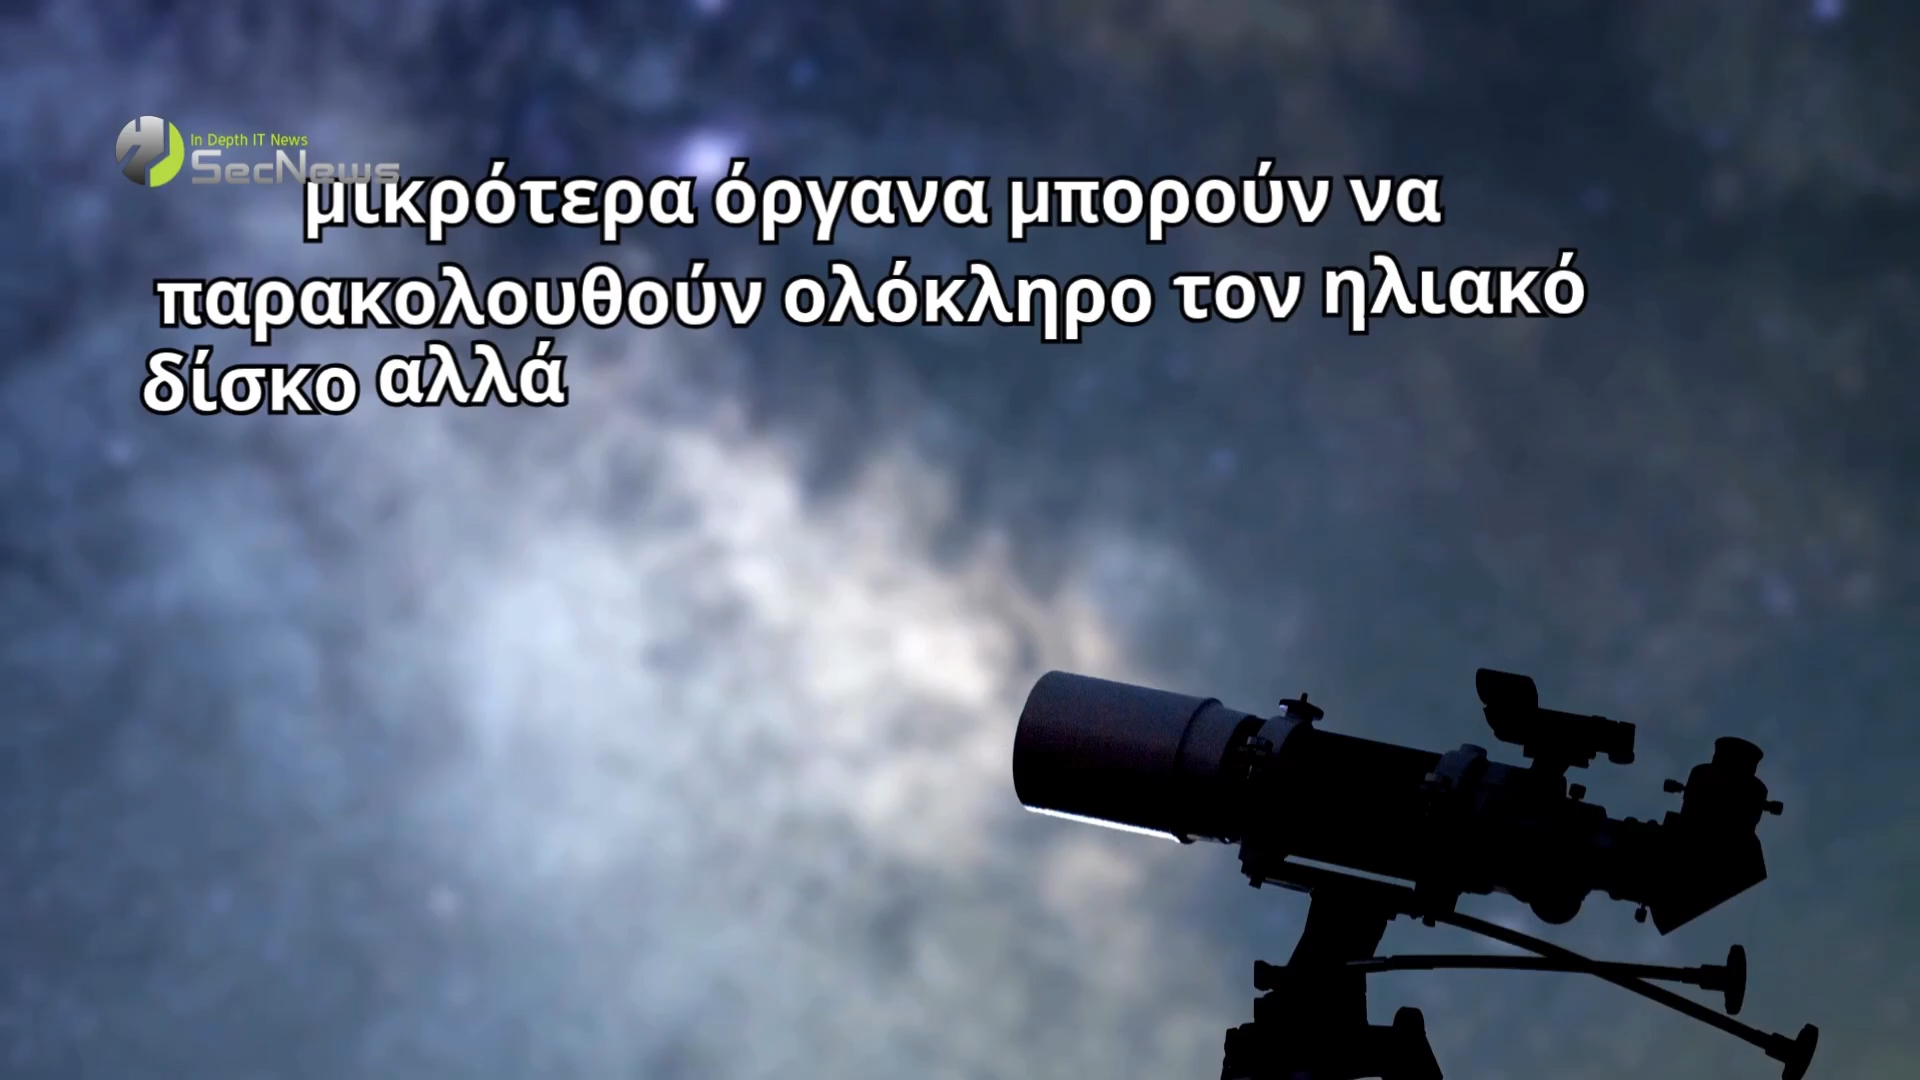 In Depth IT News
SecNews
μικρότερα όργανα μπορούν να
παρακολουθούν ολόκληρο τον ηλιακό
δίσκο αλλά